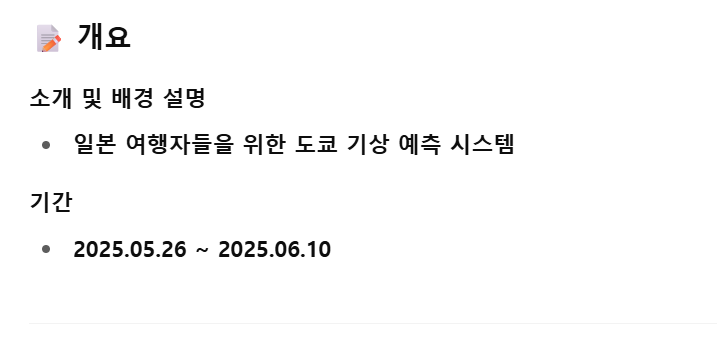 개요
소개 및 배경 설명
일본 여행자들을 위한 도쿄 기상 예측 시스템
기간
2025.05.26 ~ 2025.06.10